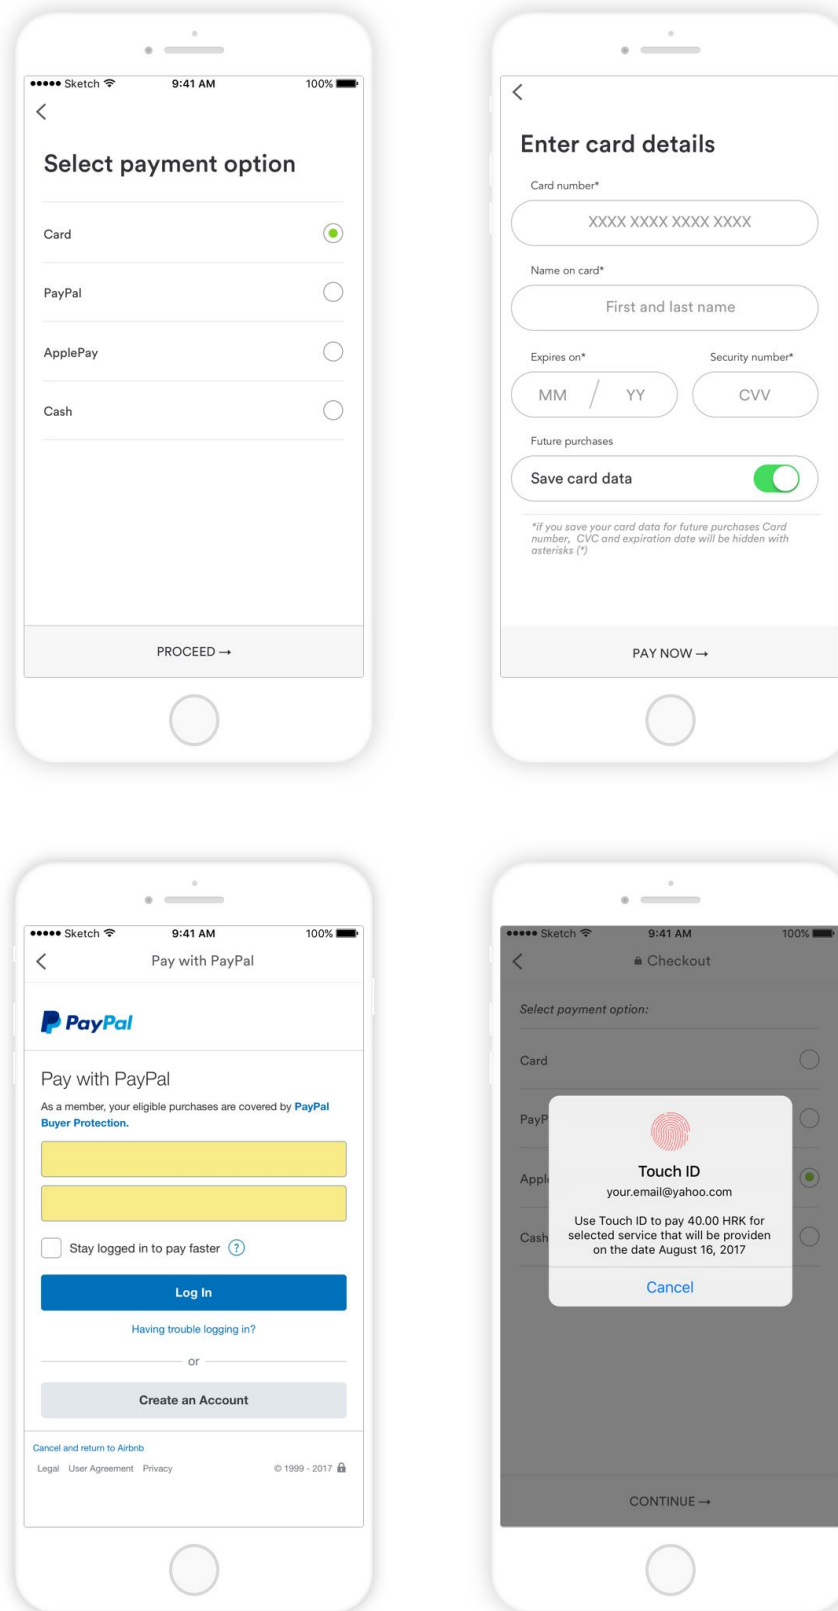 ●●●●● Sketch 9:41 AM 100%
Select payment option
Card
PayPal
ApplePay
Cash
PROCEED →
Enter card details
Card number*
XXXX XXXX XXXX XXXX
Name on card*
First and last name
Expires on* Security number*
MM / YY CVV
Future purchases
Save card data
*if you save your card data for future purchases Card
number, CVC and expiration date will be hidden with
asterisks (*)
PAY NOW →
●●●●● Sketch 9:41 AM 100%
Pay with PayPal
PayPal
Pay with PayPal
As a member, your eligible purchases are covered by PayPal
Buyer Protection.
Stay logged in to pay faster ?
Log In
Having trouble logging in?
or
Create an Account
Cancel and return to Airbnb
Legal User Agreement Privacy © 1999 - 2017
●●●●● Sketch 9:41 AM 100%
Checkout
Select payment option:
Card
PayP
Appl
Cash
Touch ID
your.email@yahoo.com
Use Touch ID to pay 40.00 HRK for
selected service that will be providen
on the date August 16, 2017
Cancel
CONTINUE →